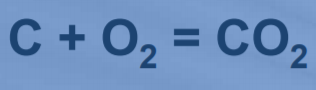 C + O₂ = CO₂